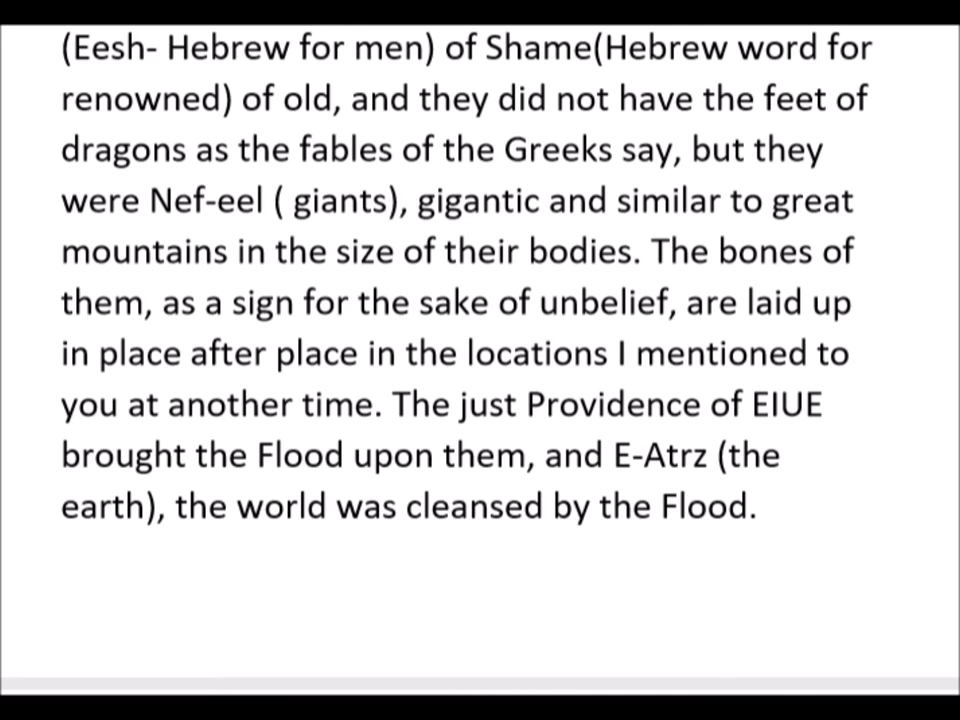 (Eesh- Hebrew for men) of Shame(Hebrew word for
renowned) of old, and they did not have the feet of
dragons as the fables of the Greeks say, but they
were Nef-eel ( giants), gigantic and similar to great
mountains in the size of their bodies. The bones of
them, as a sign for the sake of unbelief, are laid up
in place after place in the locations I mentioned to
you at another time. The just Providence of EIUE
brought the Flood upon them, and E-Atrz (the
earth), the world was cleansed by the Flood.